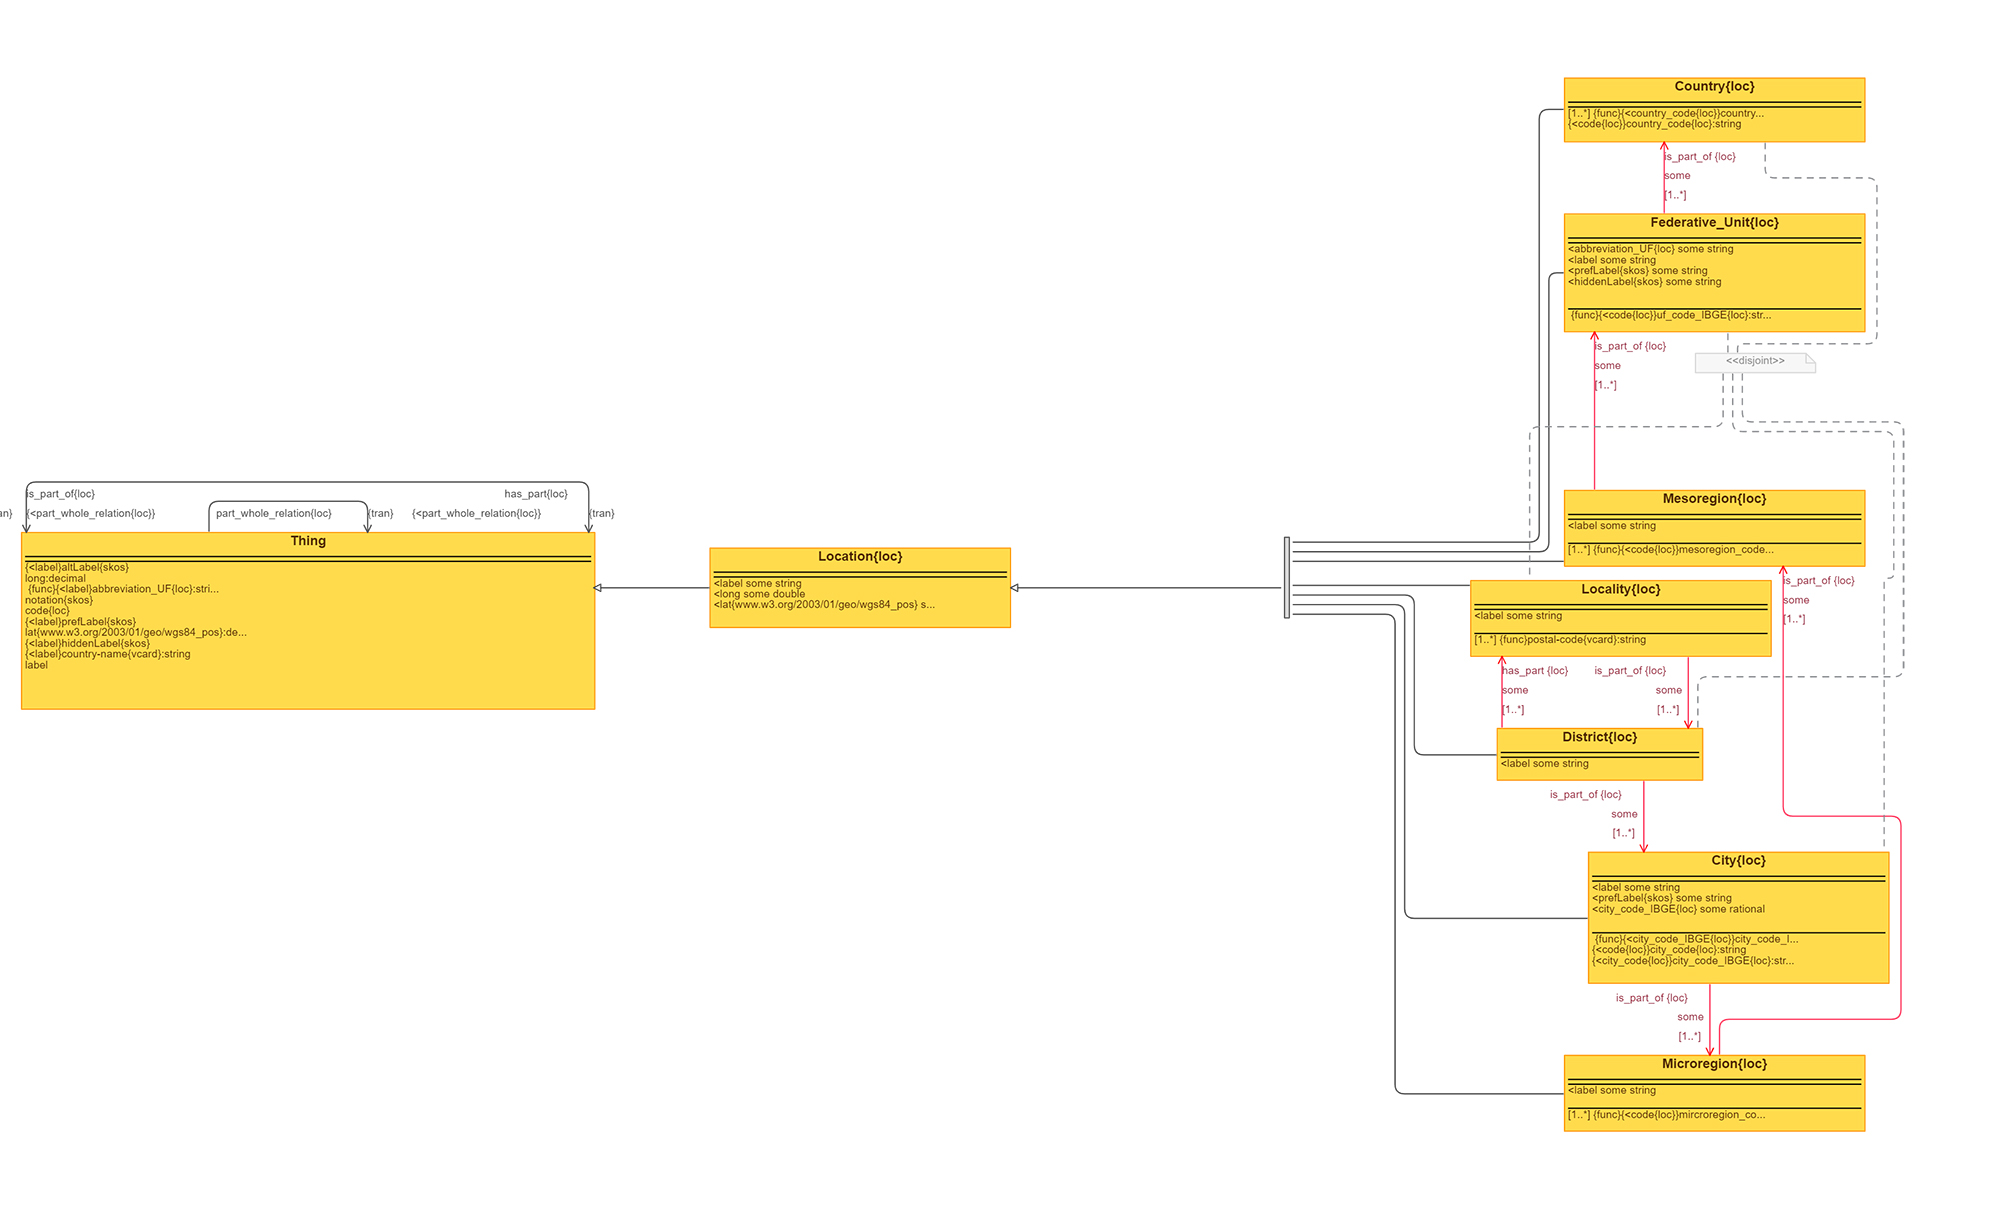 Country{loc}
[1..*] {func}{<country_code{loc}}country...
{<code{loc}}country_code{loc}:string
is_part_of {loc}
some
[1..*]
Federative_Unit{loc}
<abbreviation_UF{loc} some string
<label some string
<prefLabel{skos} some string
<hiddenLabel{skos} some string
{func}{<code{loc}}uf_code_IBGE{loc}:str...
is_part_of {loc}
some
[1..*]
<<disjoint>>
is_part_of{loc}
has_part{loc}
an}
{<part_whole_relation{loc}}
part_whole_relation{loc}
{tran}
{<part_whole_relation{loc}}
{tran}
Thing
{<label}altLabel{skos}
long:decimal
{func}{<label}abbreviation_UF{loc}:stri...
notation{skos}
code{loc}
{<label}prefLabel{skos}
lat{www.w3.org/2003/01/geo/wgs84_pos}:de...
{<label}hiddenLabel{skos}
{<label}country-name{vcard}:string
label
Location{loc}
<label some string
<long some double
<lat{www.w3.org/2003/01/geo/wgs84_pos} s...
Mesoregion{loc}
<label some string
[1..*] {func}{<code{loc}}mesoregion_code...
is_part_of {loc}
some
[1..*]
Locality{loc}
<label some string
[1..*] {func}postal-code{vcard}:string
has_part {loc}
some
[1..*]
is_part_of {loc}
some
[1..*]
District{loc}
<label some string
is_part_of {loc}
some
[1..*]
City{loc}
<label some string
<prefLabel{skos} some string
<city_code_IBGE{loc} some rational
{func}{<city_code_IBGE{loc}}city_code_I...
{<code{loc}}city_code{loc}:string
{<city_code{loc}}city_code_IBGE{loc}:str...
is_part_of {loc}
some
[1..*]
Microregion{loc}
<label some string
[1..*] {func}{<code{loc}}mircroregion_co...